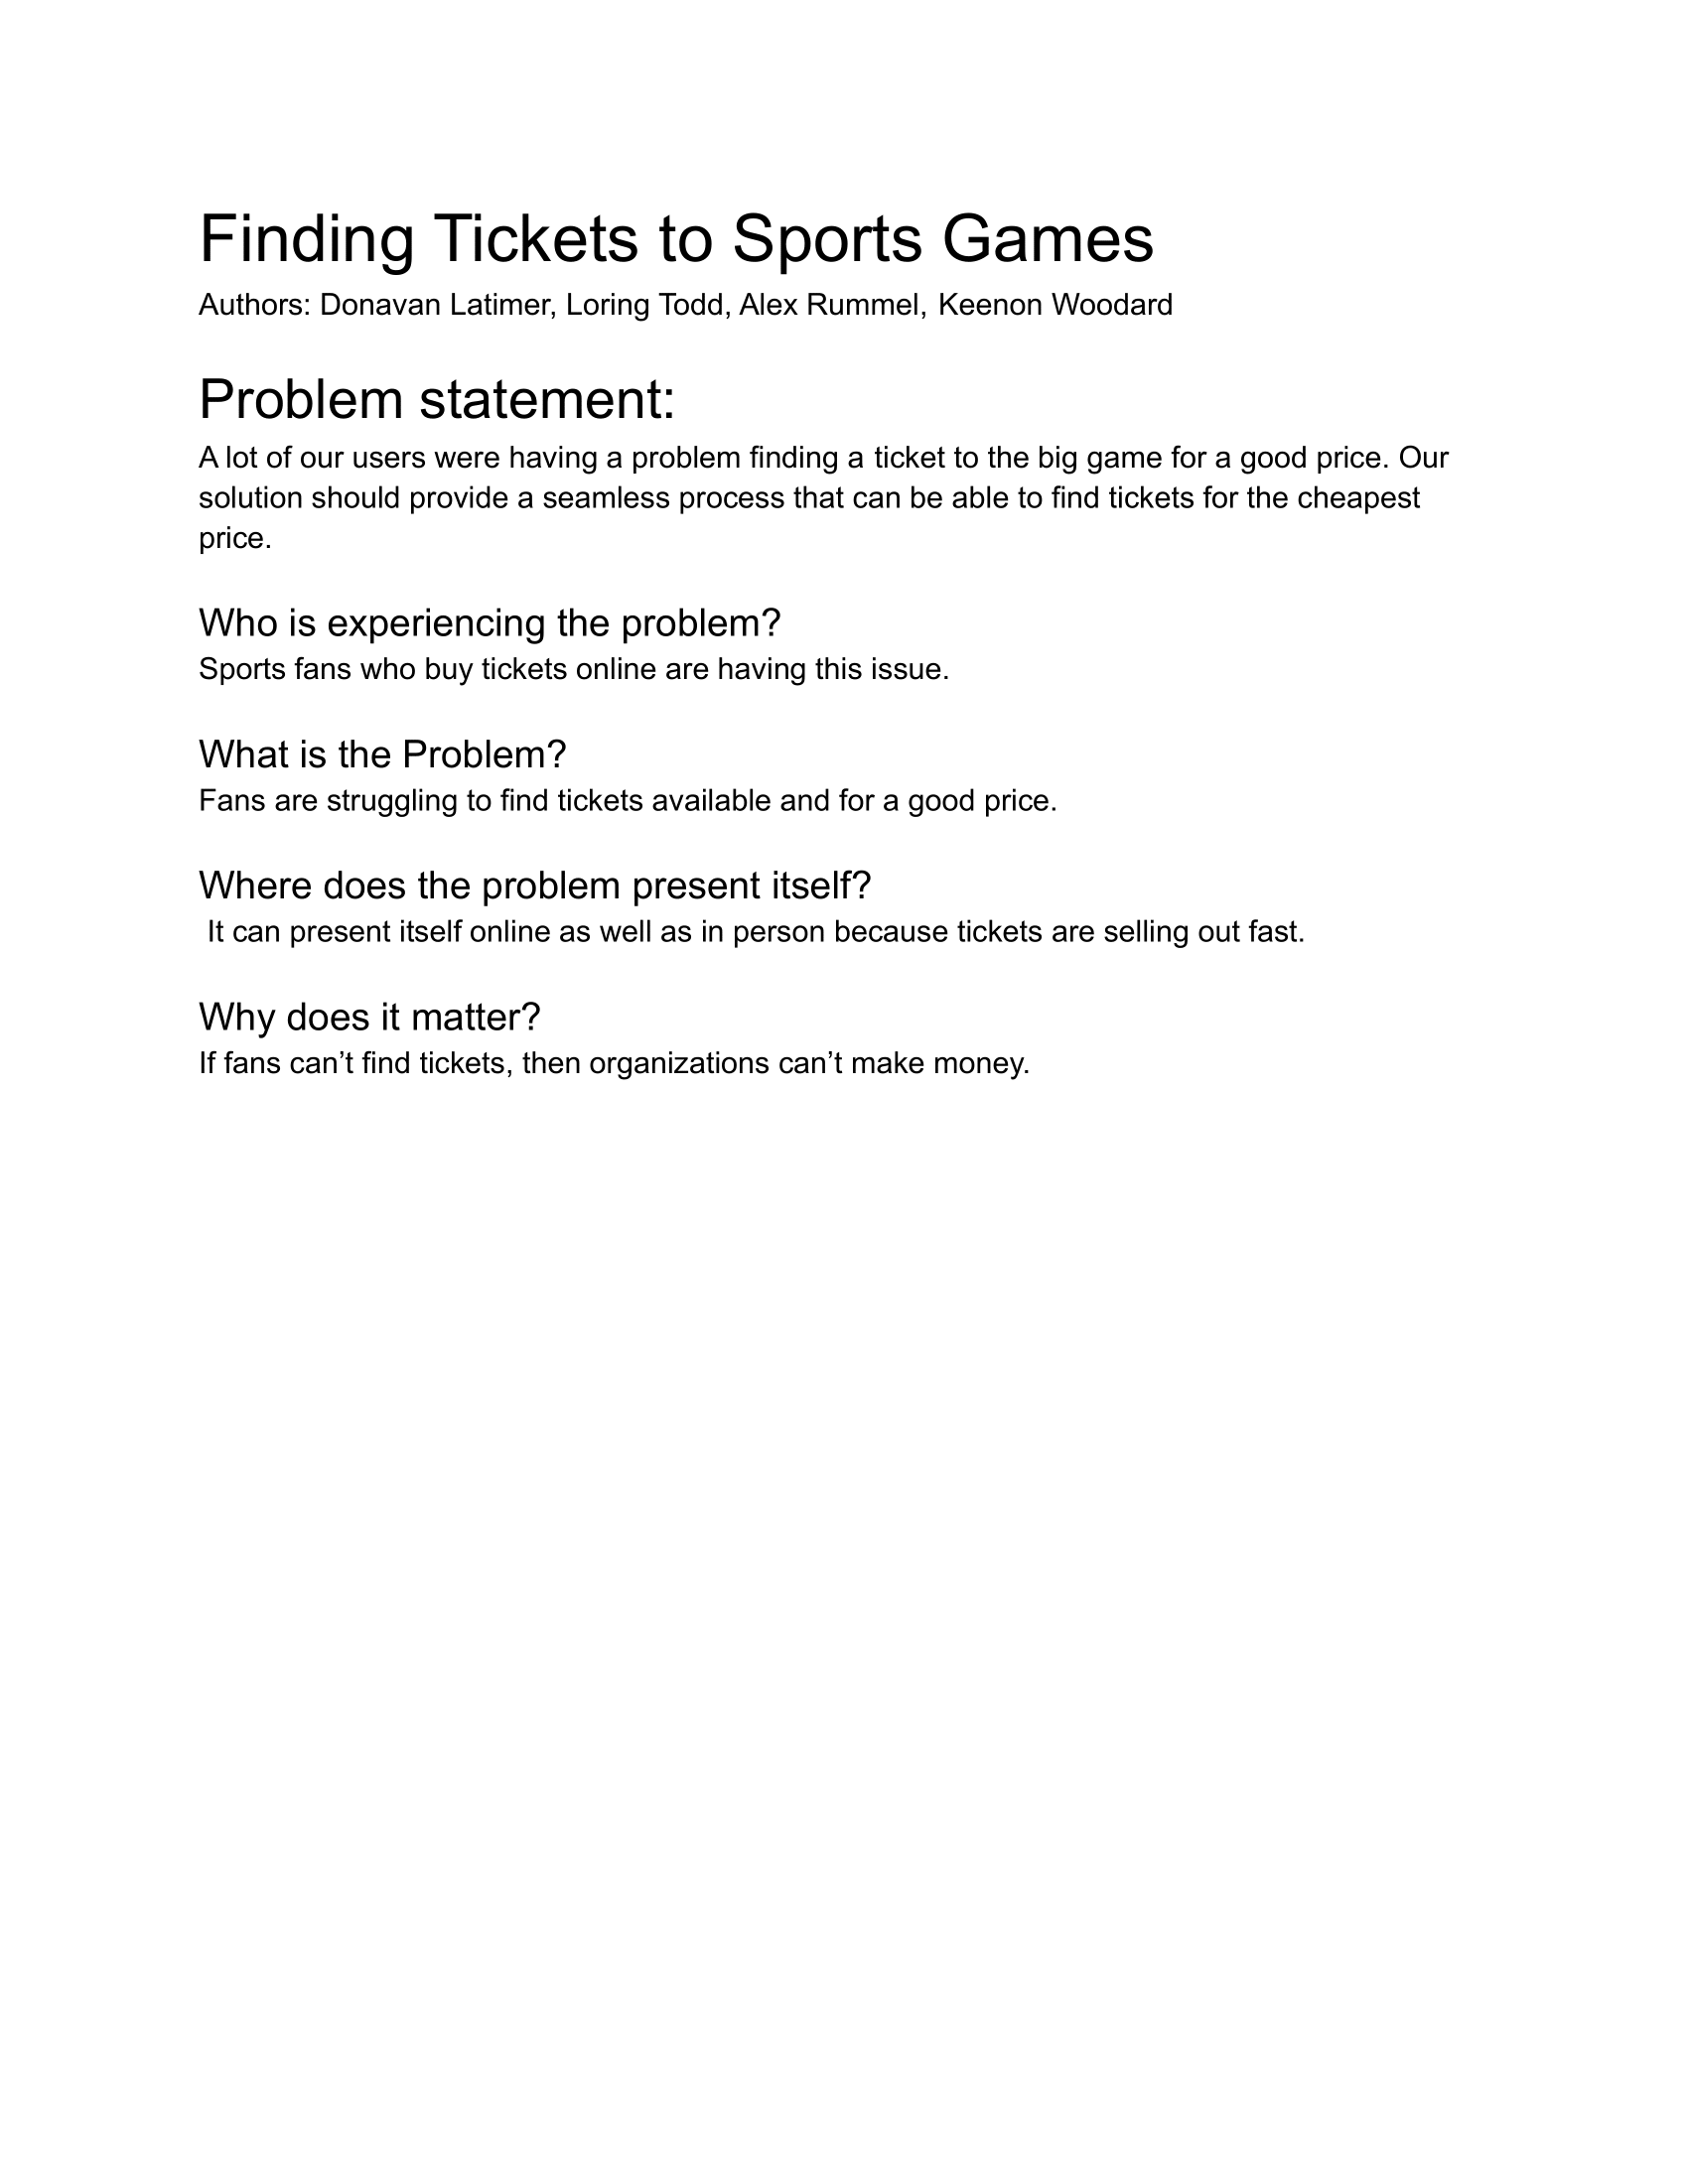 Finding Tickets to Sports Games
Authors: Donavan Latimer, Loring Todd, Alex Rummel, Keenon Woodard
Problem statement:
A lot of our users were having a problem finding a ticket to the big game for a good price. Our
solution should provide a seamless process that can be able to find tickets for the cheapest
price.
Who is experiencing the problem?
Sports fans who buy tickets online are having this issue.
What is the Problem?
Fans are struggling to find tickets available and for a good price.
Where does the problem present itself?
It can present itself online as well as in person because tickets are selling out fast.
Why does it matter?
If fans can’t find tickets, then organizations can’t make money.